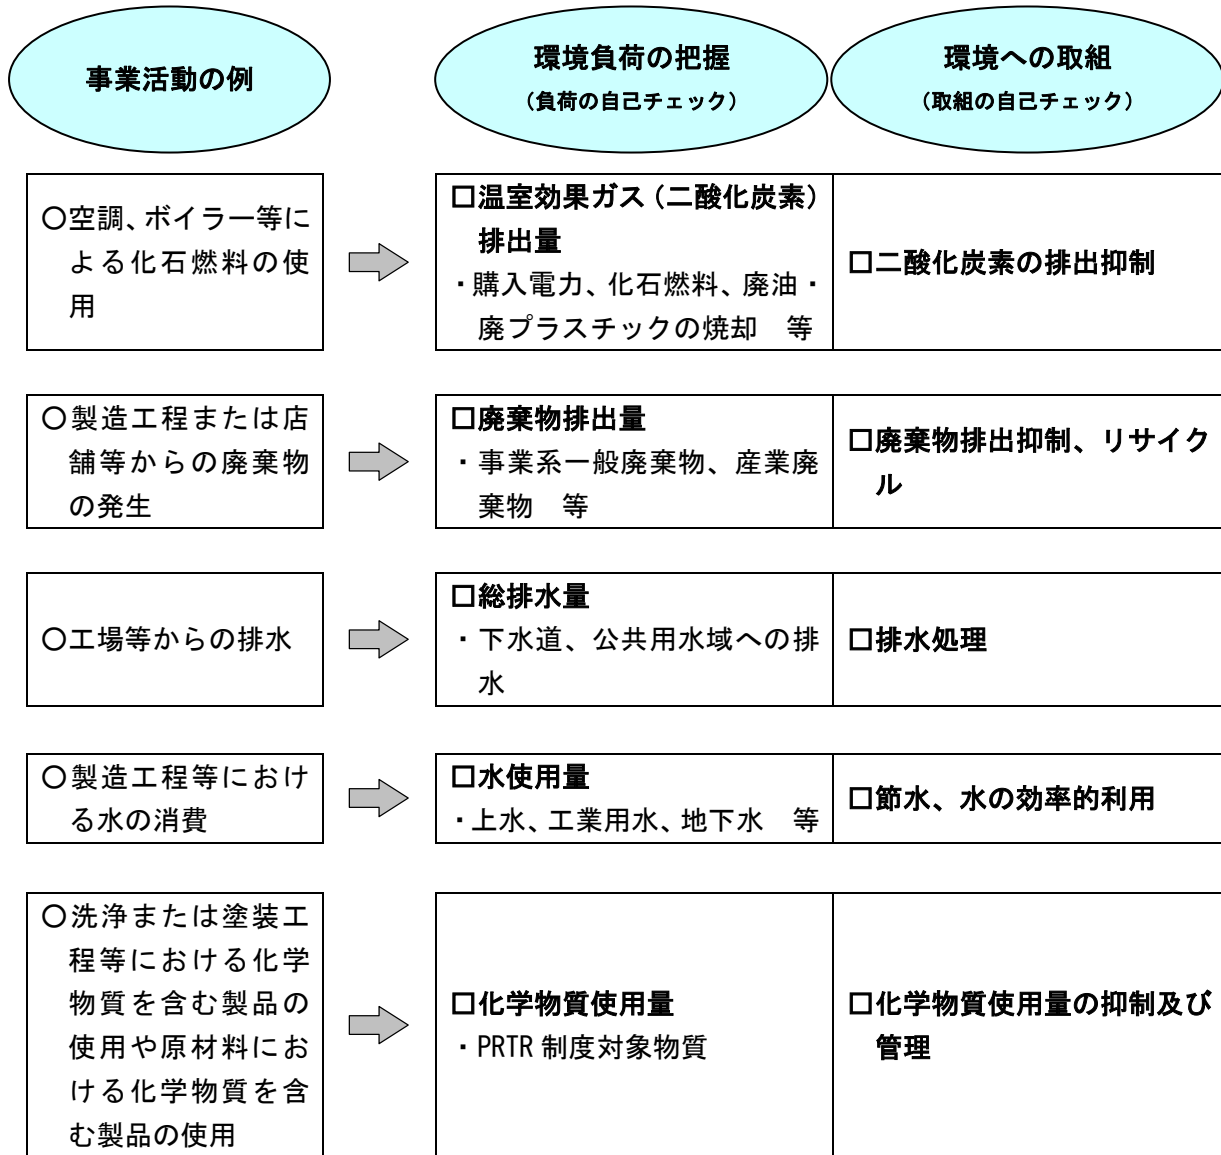 事業活動の例
環境負荷の把握
（負荷の自己チェック）
環境への取組
（取組の自己チェック）
〇空調、ボイラー等に
よる化石燃料の使
用
□温室効果ガス（二酸化炭素）
排出量
・購入電力、化石燃料、廃油・
廃プラスチックの焼却　等
□二酸化炭素の排出抑制
〇製造工程または店
舗等からの廃棄物
の発生
□廃棄物排出量
・事業系一般廃棄物、産業廃
棄物　等
□廃棄物排出抑制、リサイク
ル
〇工場等からの排水
□総排水量
・下水道、公共用水域への排
水
□排水処理
〇製造工程等におけ
る水の消費
□水使用量
・上水、工業用水、地下水　等
□節水、水の効率的利用
〇洗浄または塗装工
程等における化学
物質を含む製品の
使用や原材料にお
ける化学物質を含
む製品の使用
□化学物質使用量
・PRTR 制度対象物質
□化学物質使用量の抑制及び
管理